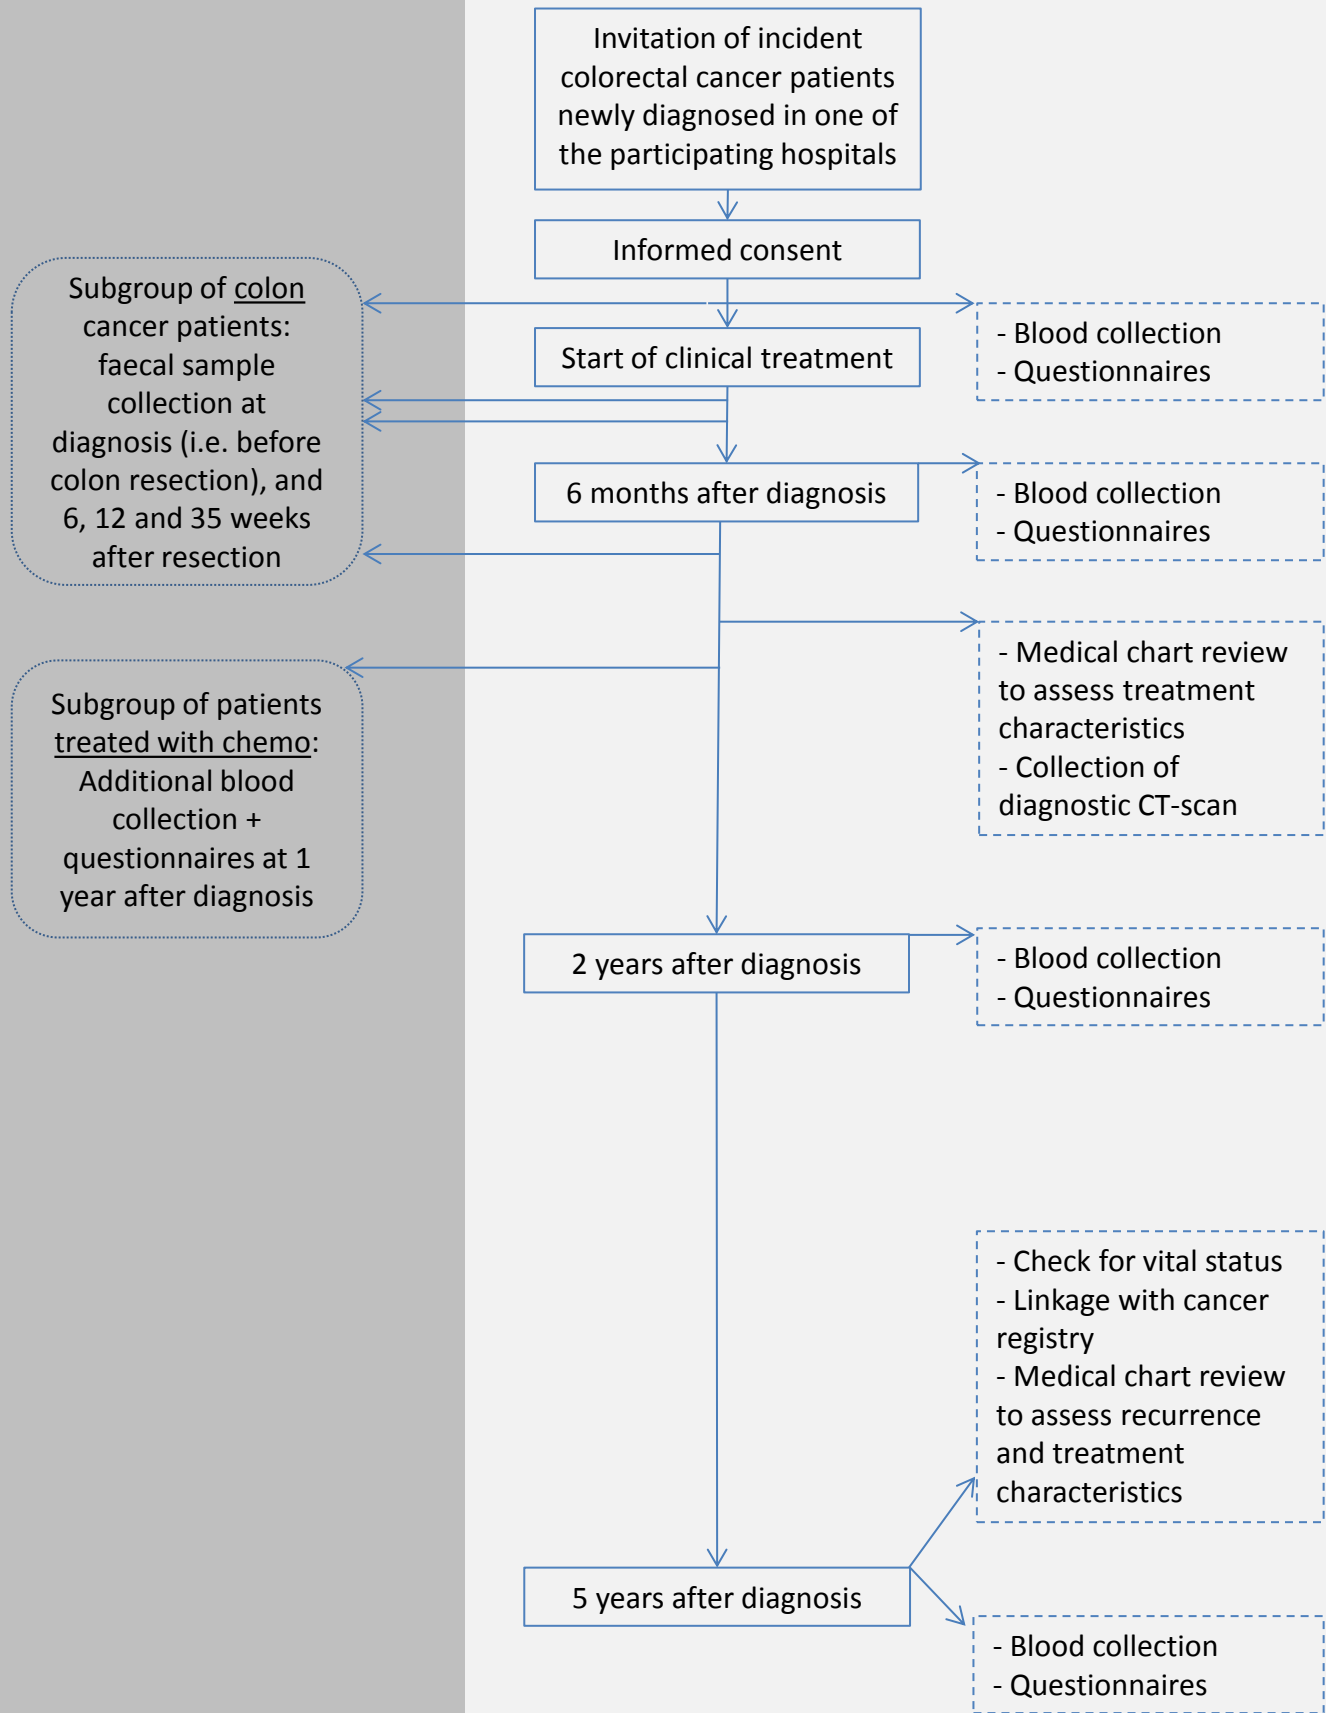 Invitation of incident
colorectal cancer patients
newly diagnosed in one of
the participating hospitals
Informed consent
Subgroup of colon
cancer patients:
faecal sample
collection at
diagnosis (i.e. before
colon resection), and
6, 12 and 35 weeks
after resection
Start of clinical treatment
- Blood collection
- Questionnaires
6 months after diagnosis
- Blood collection
- Questionnaires
- Medical chart review
to assess treatment
characteristics
- Collection of
diagnostic CT-scan
Subgroup of patients
treated with chemo:
Additional blood
collection +
questionnaires at 1
year after diagnosis
2 years after diagnosis
- Blood collection
- Questionnaires
- Check for vital status
- Linkage with cancer
registry
- Medical chart review
to assess recurrence
and treatment
characteristics
5 years after diagnosis
- Blood collection
- Questionnaires